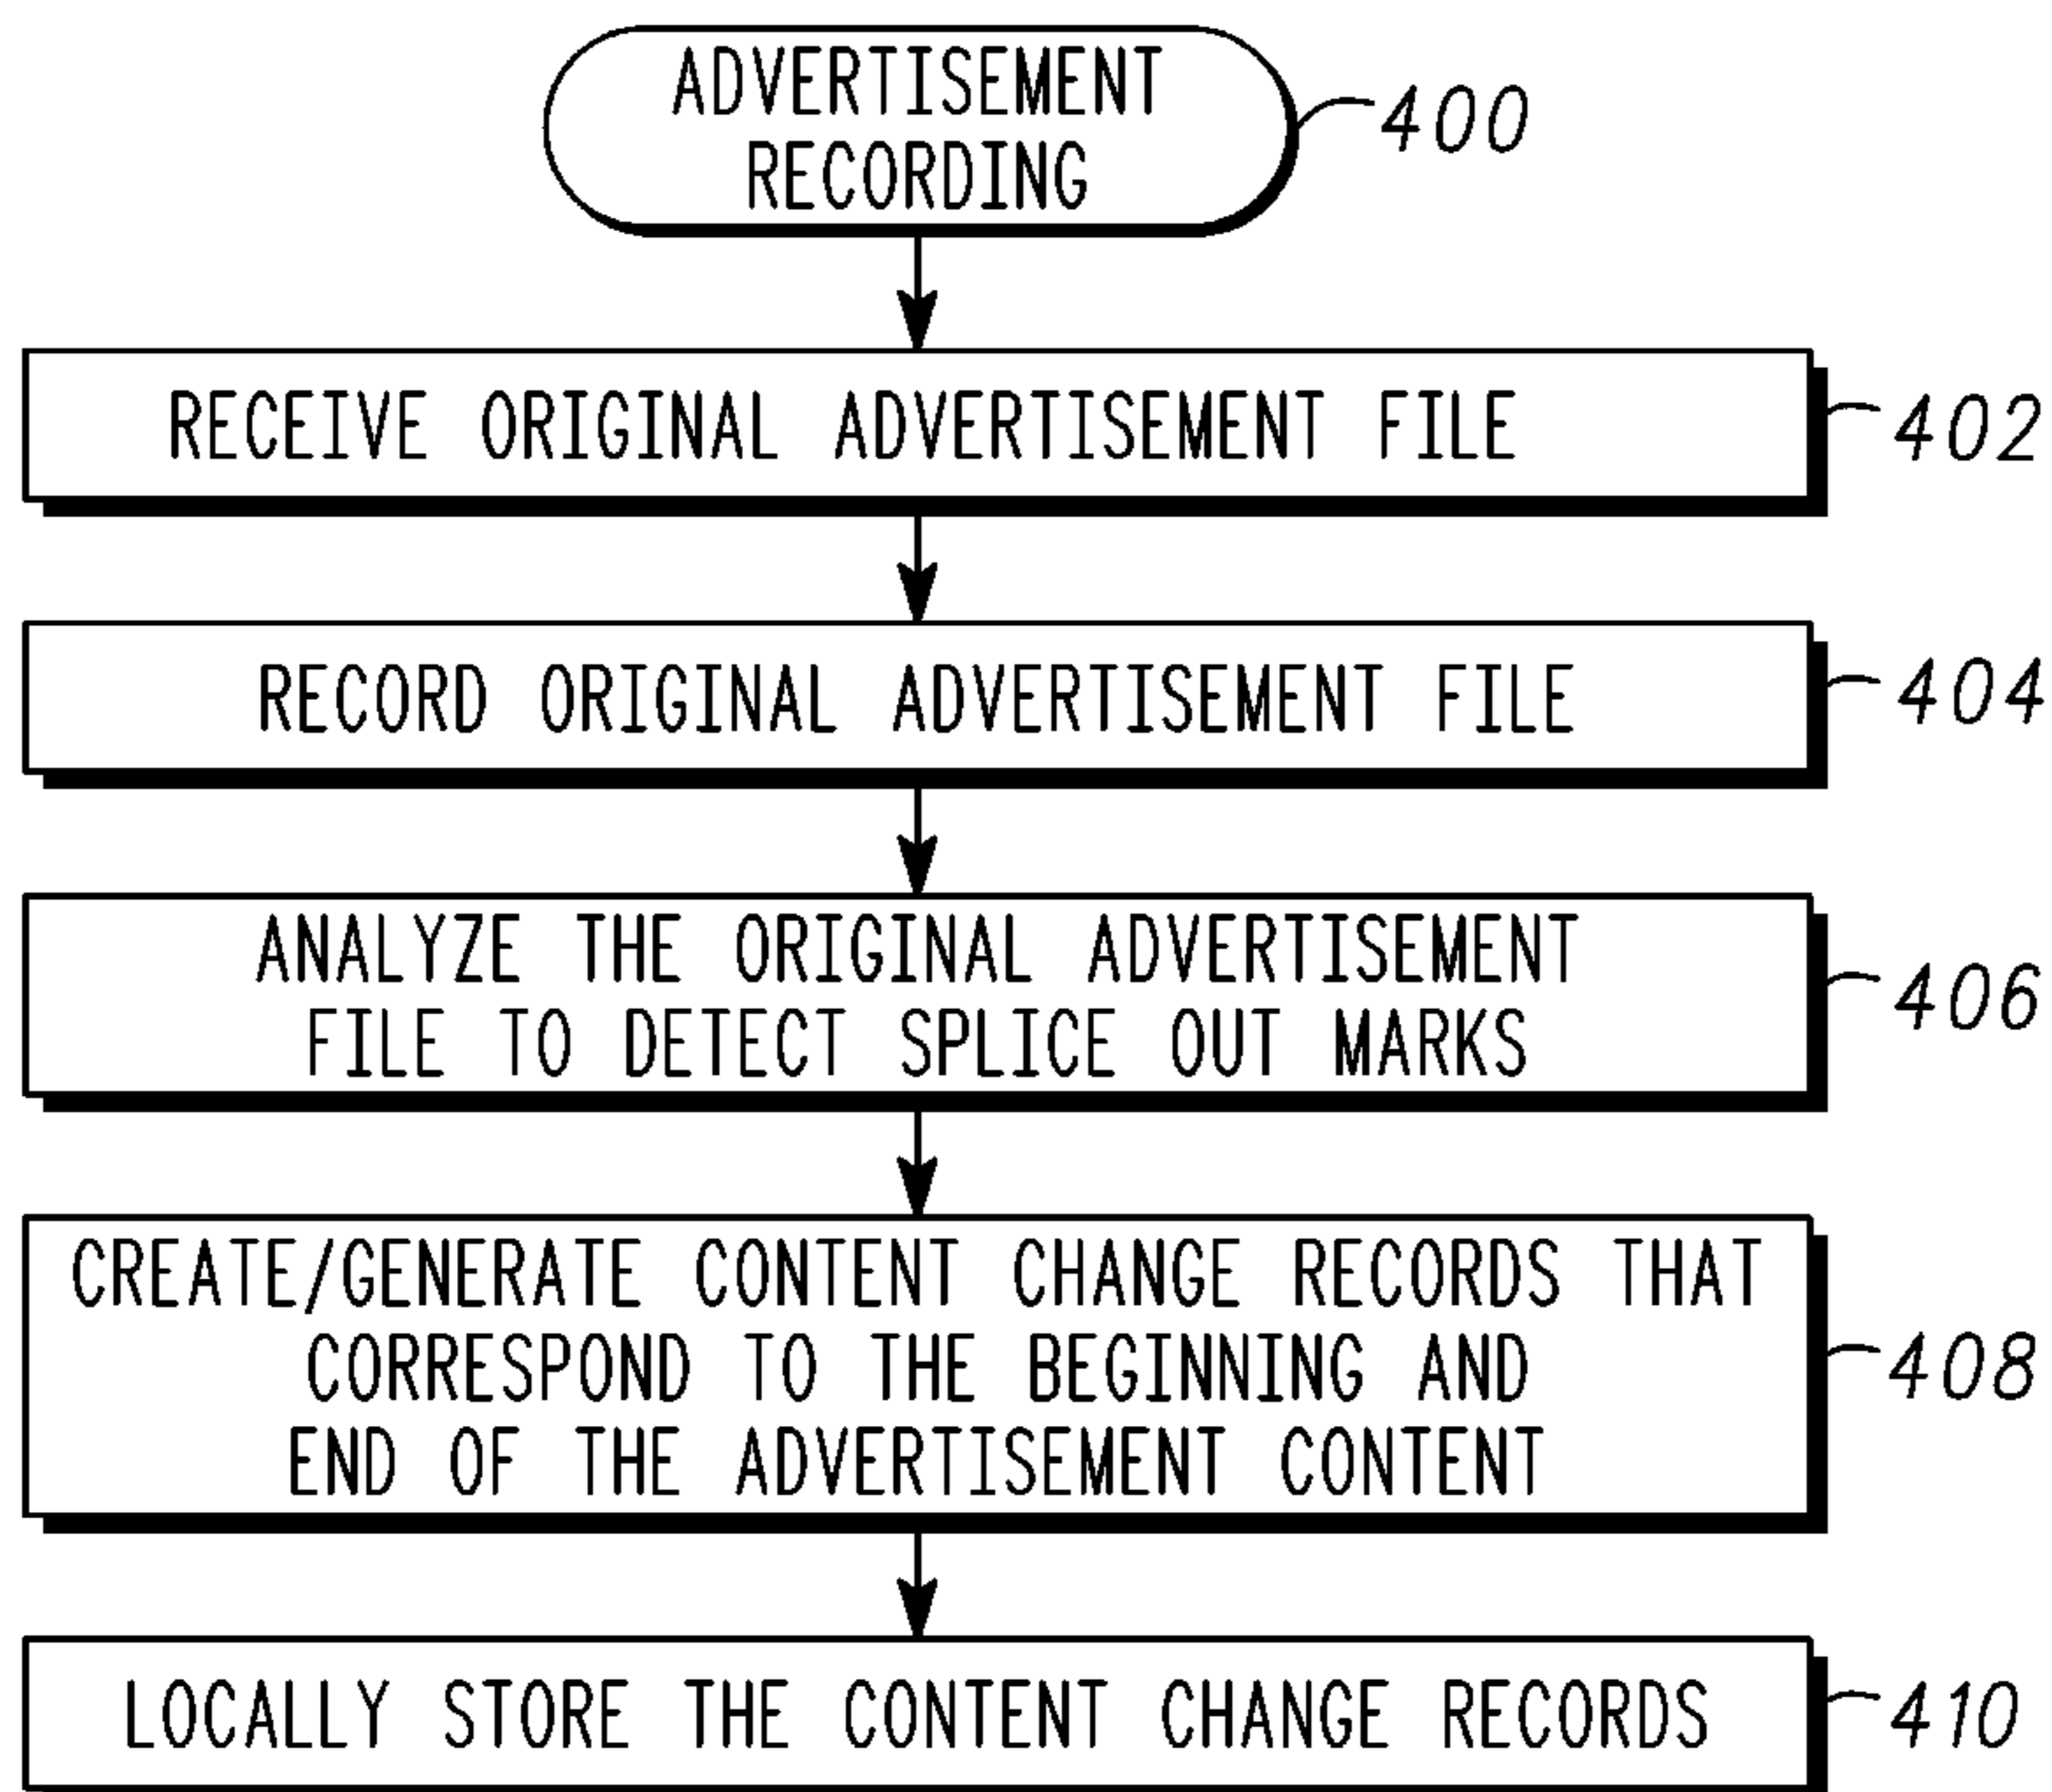 ADVERTISEMENT
RECORDING
400
RECEIVE ORIGINAL ADVERTISEMENT FILE
402
RECORD ORIGINAL ADVERTISEMENT FILE
404
ANALYZE THE ORIGINAL ADVERTISEMENT
FILE TO DETECT SPLICE OUT MARKS
406
CREATE/GENERATE CONTENT CHANGE RECORDS THAT
CORRESPOND TO THE BEGINNING AND
END OF THE ADVERTISEMENT CONTENT
408
LOCALLY STORE THE CONTENT CHANGE RECORDS
410